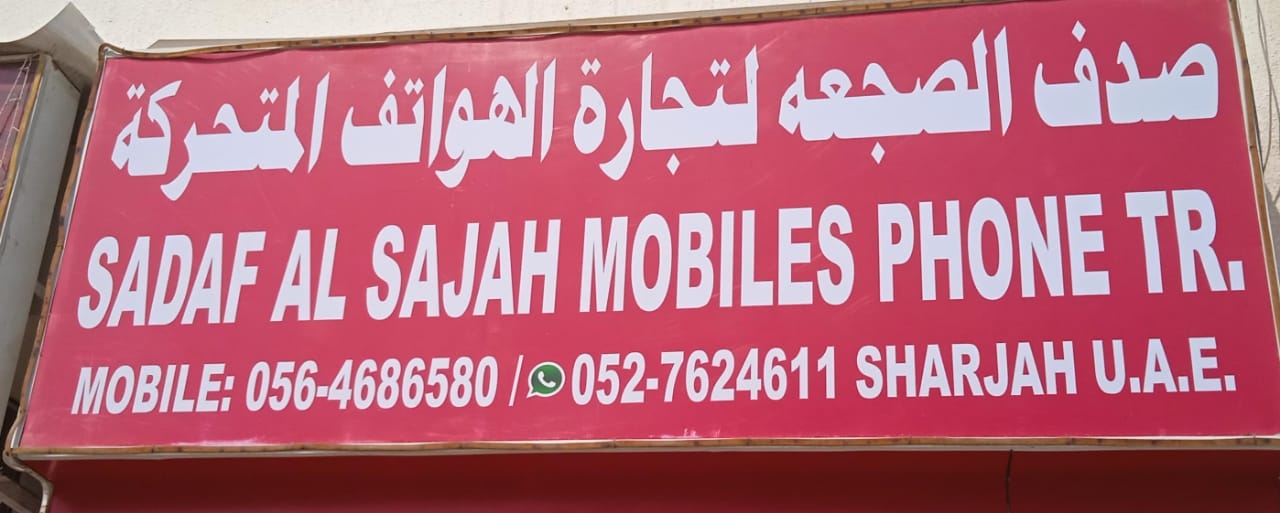 صدف الصجعه لتجارة الهواتف المتحركة
SADAF AL SAJAH MOBILES PHONE TR.
MOBILE: 056-4686580 / 052-7624611 SHARJAH U.A.E.